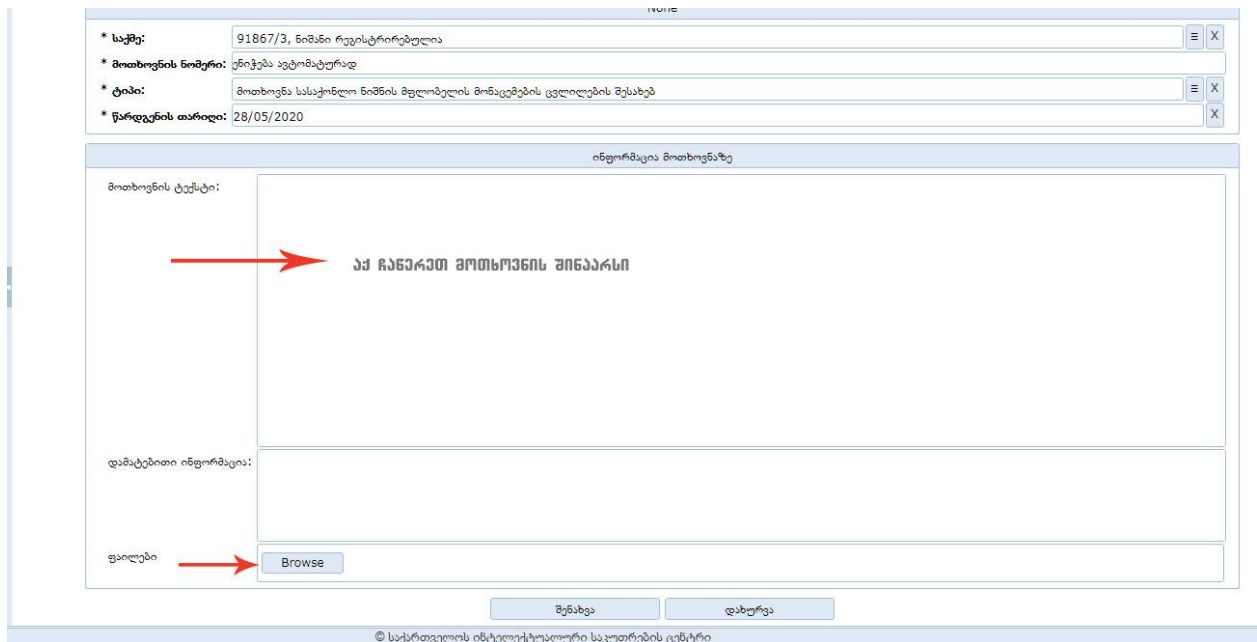 None
* საქმე: 91867/3, ნიშანი რეგისტრირებულია ≡ X
* მოთხოვნის ნომერი: ენიჭება ავტომატურად
* ტიპი: მოთხოვნა სასაქონლო ნიშნის მფლობელის მონაცემების ცვლილების შესახებ ≡ X
* წარდგენის თარიღი: 28/05/2020 X
ინფორმაცია მოთხოვნაზე
მოთხოვნის ტექსტი:
აქ ჩაწერეთ მოთხოვნის შინაარსი
დამატებითი ინფორმაცია:
ფაილები Browse
შენახვა დახურვა
© საქართველოს ინტელექტუალური საკუთრების ცენტრი